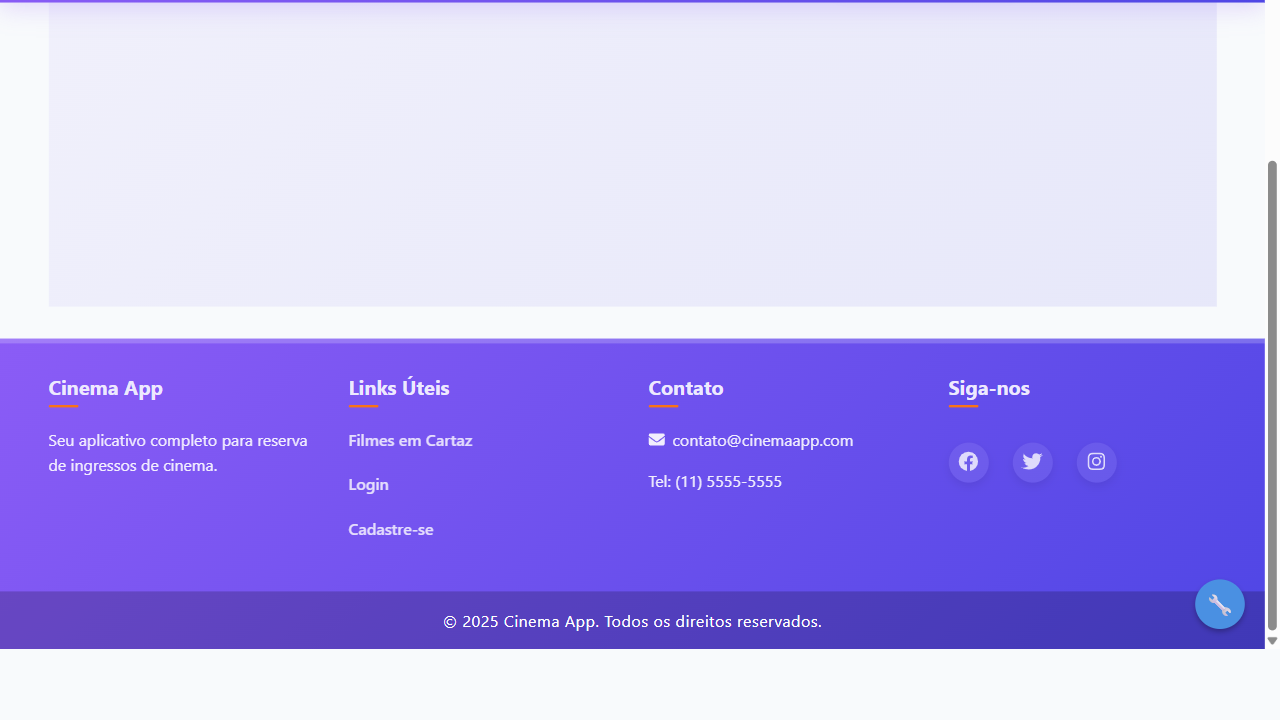 Cinema App
Seu aplicativo completo para reserva
de ingressos de cinema.
Links Úteis
Filmes em Cartaz
Login
Cadastre-se
Contato
contato@cinemaapp.com
Tel: (11) 5555-5555
Siga-nos
© 2025 Cinema App. Todos os direitos reservados.